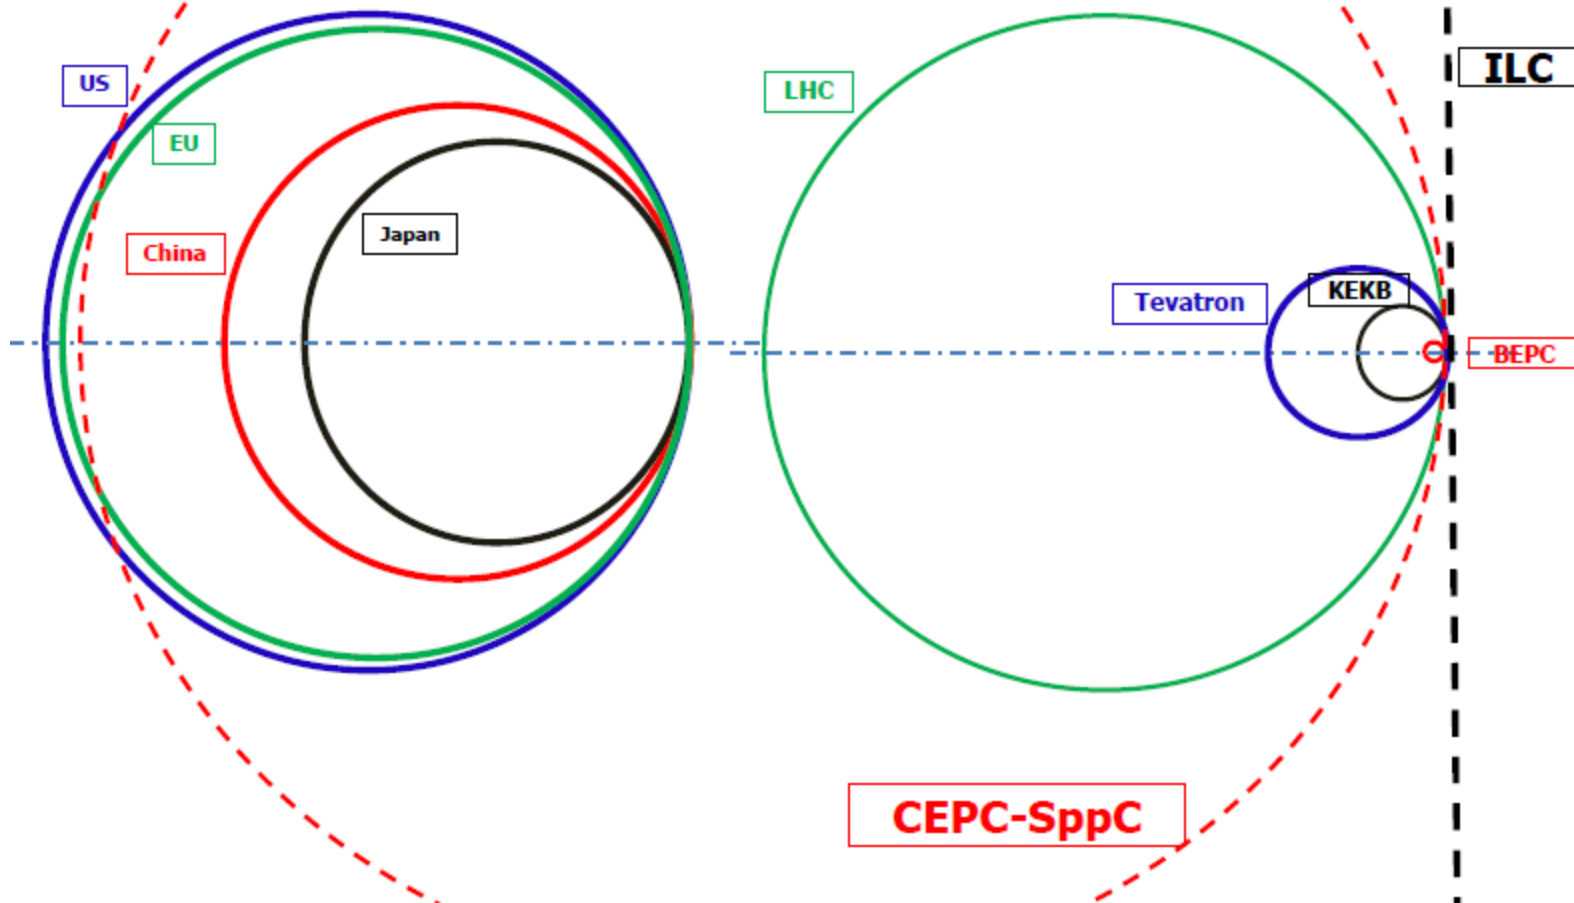 US
EU
China
Japan
LHC
ILC
Tevatron
KEKB
BEPC
CEPC-SppC